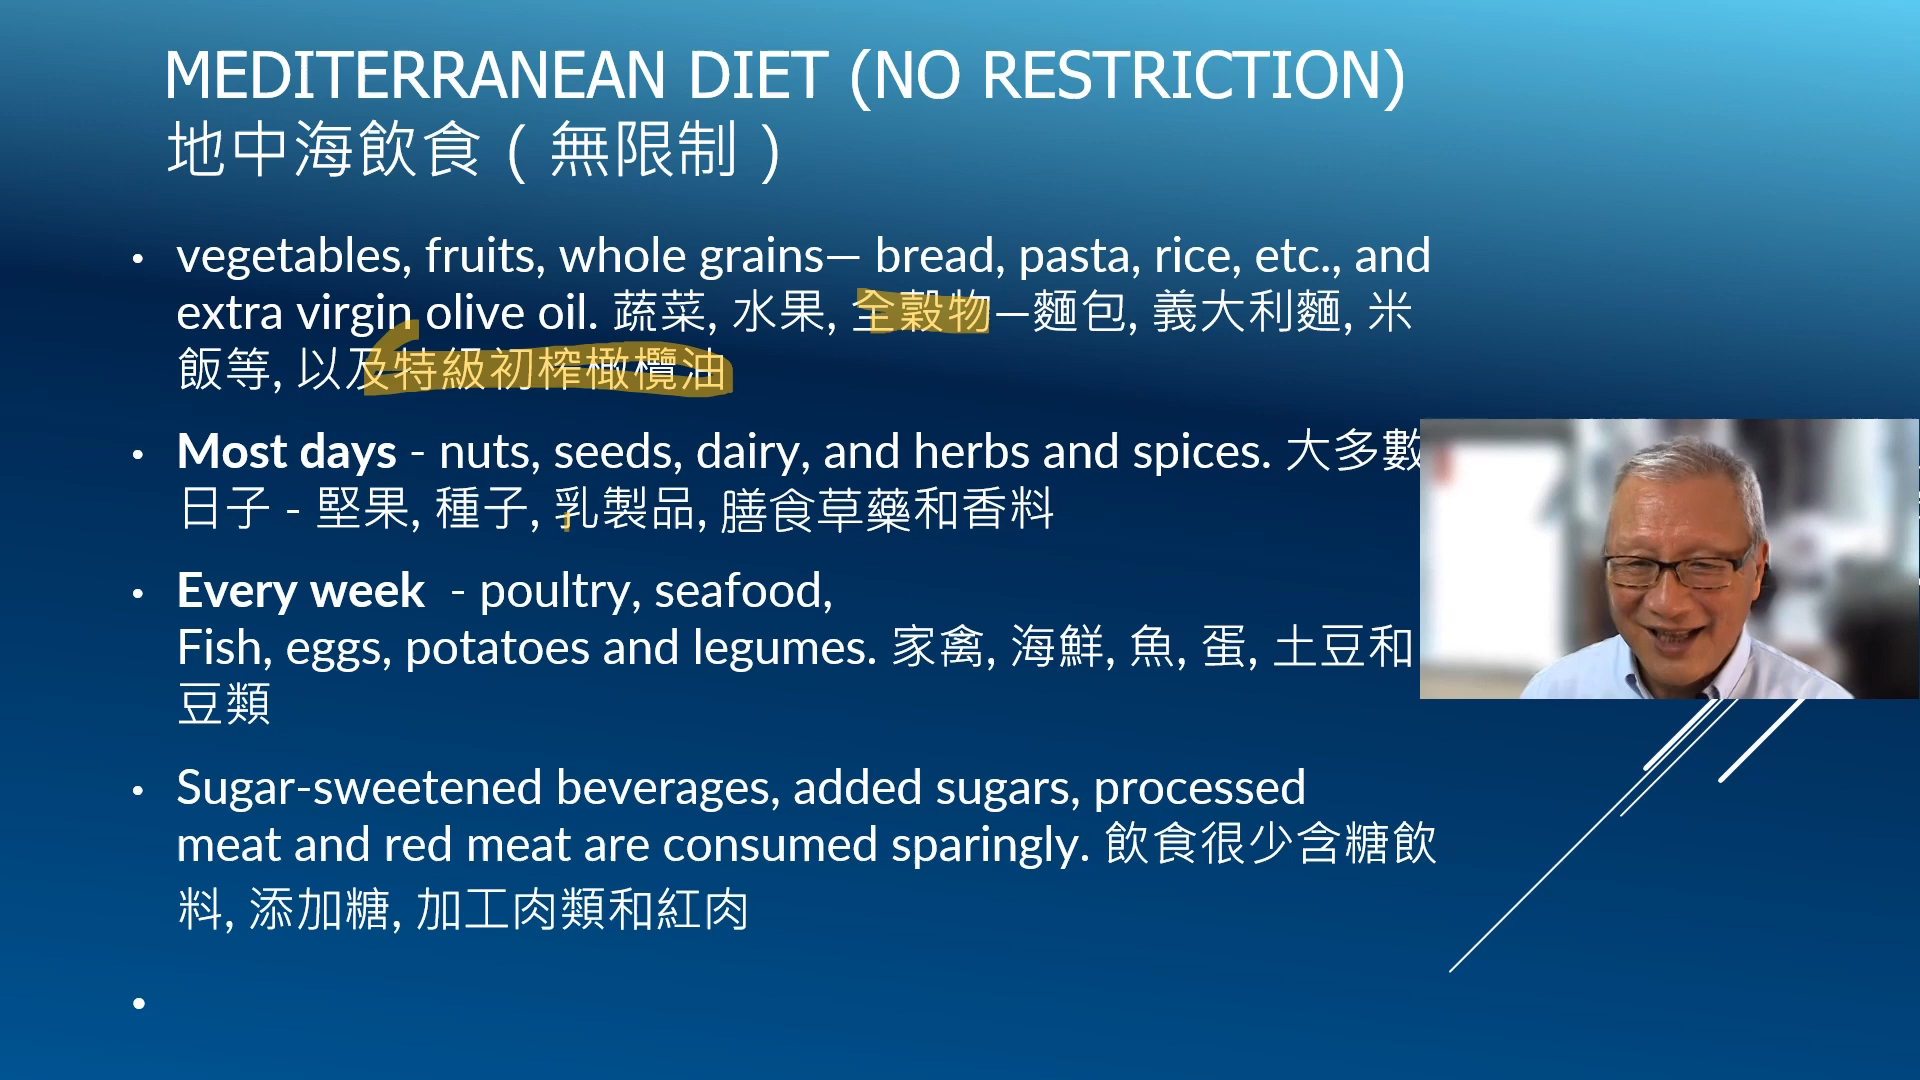 MEDITERRANEAN DIET (NO RESTRICTION)
地中海飲食(無限制)
• vegetables, fruits, whole grains— bread, pasta, rice, etc., and
extra virgin olive oil. 蔬菜, 水果, 全穀物—麵包, 義大利麵, 米
飯等, 以及特級初榨橄欖油
• Most days - nuts, seeds, dairy, and herbs and spices. 大多數
日子 - 堅果, 種子, 乳製品, 膳食草藥和香料
• Every week - poultry, seafood,
Fish, eggs, potatoes and legumes. 家禽, 海鮮, 魚, 蛋, 土豆和
豆類
• Sugar-sweetened beverages, added sugars, processed
meat and red meat are consumed sparingly. 飲食很少含糖飲
料, 添加糖, 加工肉類和紅肉
•